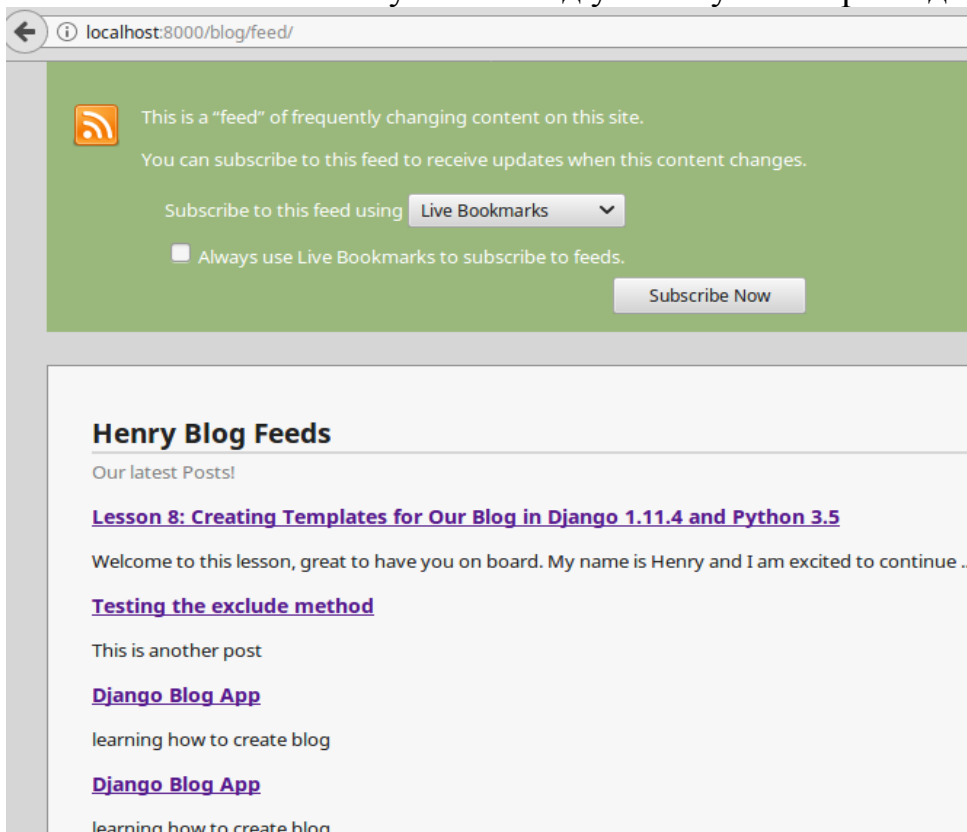 localhost:8000/blog/feed/
This is a “feed” of frequently changing content on this site.
You can subscribe to this feed to receive updates when this content changes.
Subscribe to this feed using Live Bookmarks
Always use Live Bookmarks to subscribe to feeds.
Subscribe Now
Henry Blog Feeds
Our latest Posts!
Lesson 8: Creating Templates for Our Blog in Django 1.11.4 and Python 3.5
Welcome to this lesson, great to have you on board. My name is Henry and I am excited to continue ..
Testing the exclude method
This is another post
Django Blog App
learning how to create blog
Django Blog App
learning how to create blog